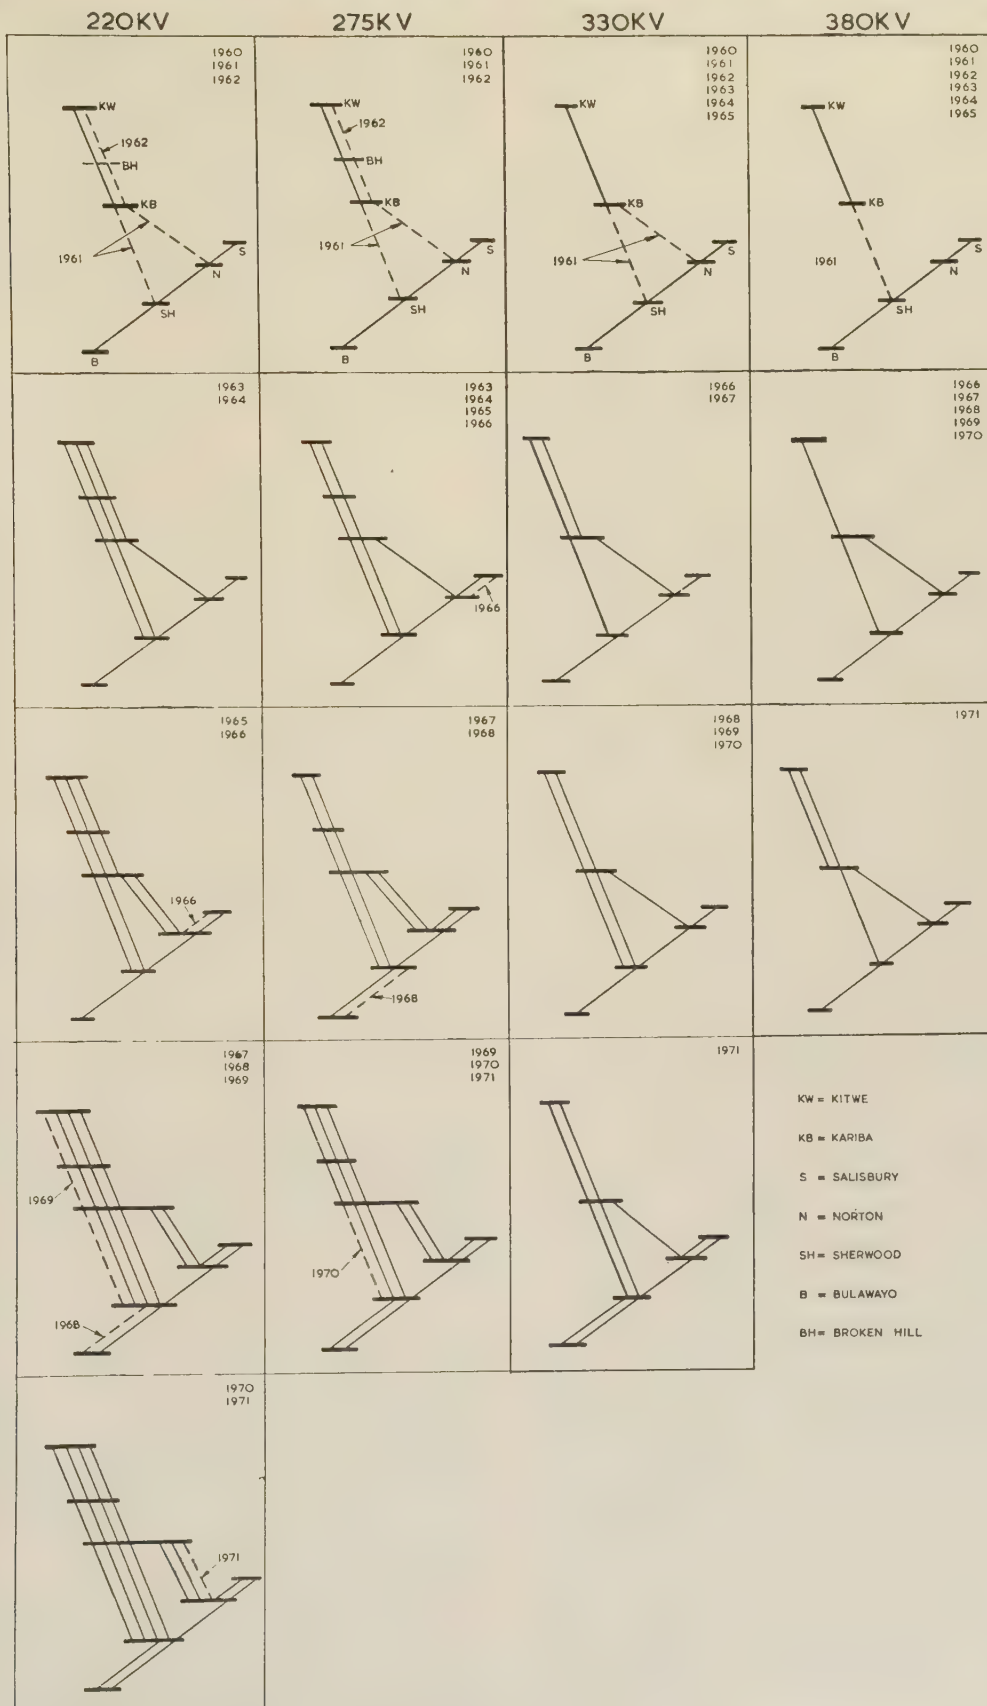 220KV 275KV 330KV 380KV
1960
1961
1962
KW
1962
BH
KB
S
1961
N
SH
B
1960
1961
1962
KW
1962
BH
KB
S
1961
N
SH
B
1960
1961
1962
1963
1964
1965
KW
KB
S
1961
N
SH
B
1960
1961
1962
1963
1964
1965
KW
KB
S
1961
N
SH
B
1963
1964
1963
1964
1965
1966
1966
1966
1967
1966
1967
1968
1969
1970
1965
1966
1966
1967
1968
1968
1968
1969
1970
1971
1967
1968
1969
1969
1968
1969
1970
1971
1970
1971
KW = KITWE
KB = KARIBA
S = SALISBURY
N = NORTON
SH = SHERWOOD
B = BULAWAYO
BH = BROKEN HILL
1970
1971
1971